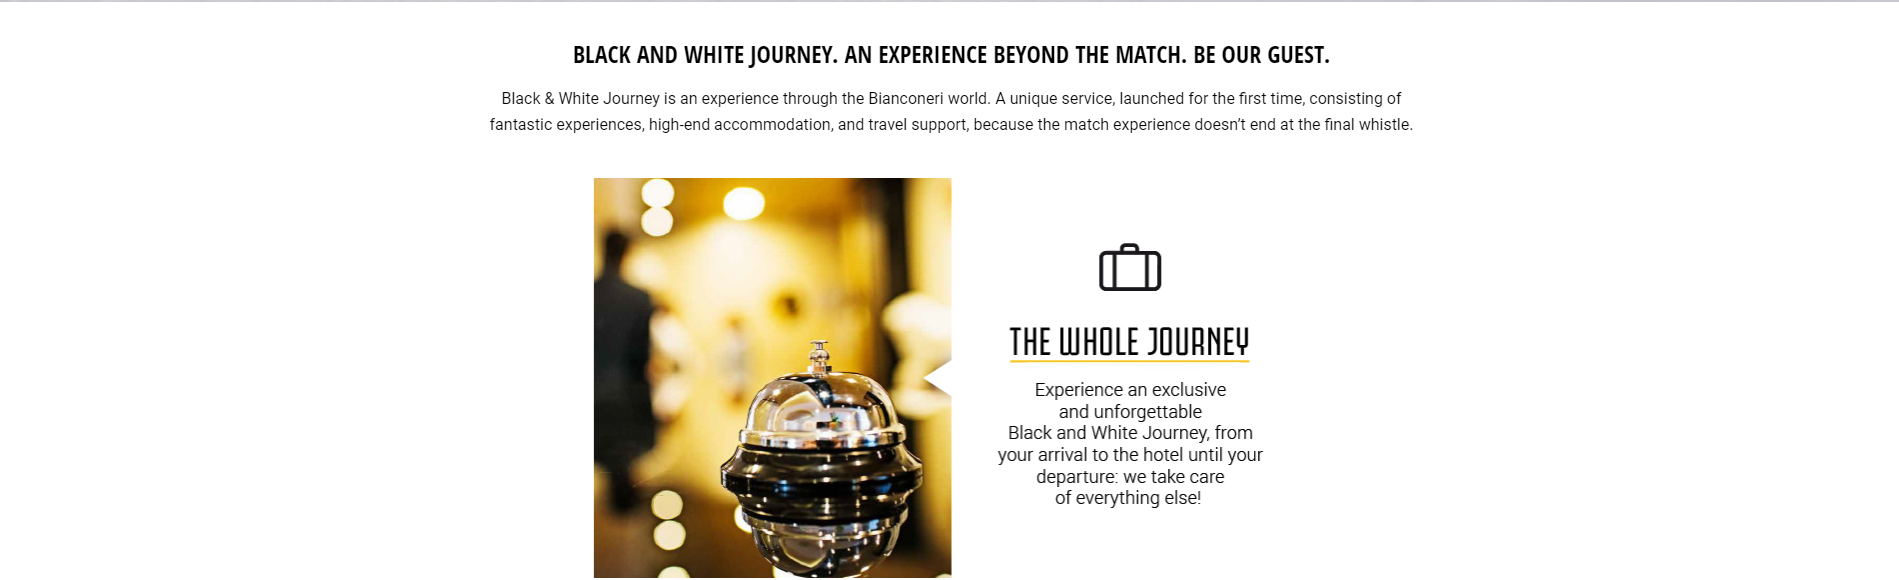 BLACK AND WHITE JOURNEY. AN EXPERIENCE BEYOND THE MATCH. BE OUR GUEST.
Black & White Journey is an experience through the Bianconeri world. A unique service, launched for the first time, consisting of
fantastic experiences, high-end accommodation, and travel support, because the match experience doesn’t end at the final whistle.
THE WHOLE JOURNEY
Experience an exclusive
and unforgettable
Black and White Journey, from
your arrival to the hotel until your
departure: we take care
of everything else!